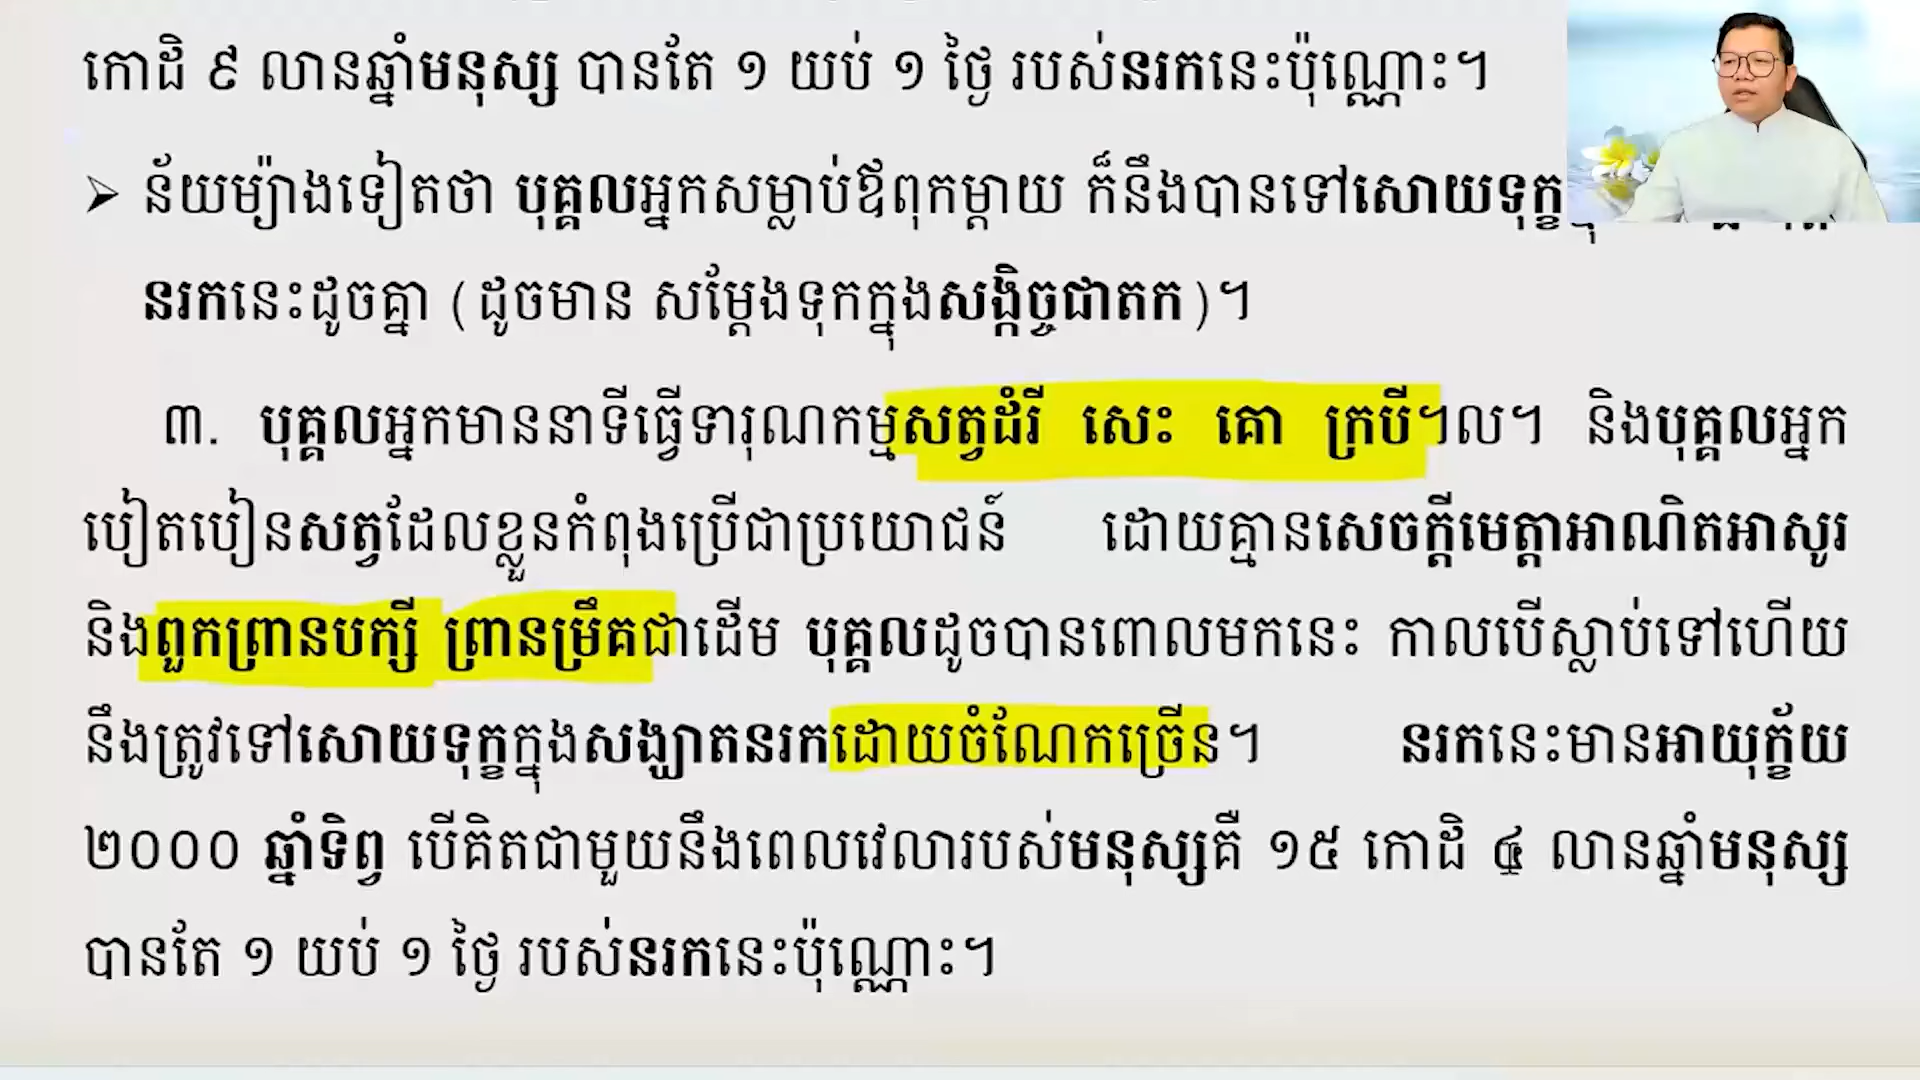 កោដិ ៩ លានឆ្នាំមនុស្ស បានតែ ១ យប់ ១ ថ្ងៃ របស់នរកនេះប៉ុណ្ណោះ។
➢ ន័យម្យ៉ាងទៀតថា បុគ្គលអ្នកសម្លាប់ឪពុកម្ដាយ ក៏នឹងបានទៅសោយទុក្ខ
នរកនេះដូចគ្នា (ដូចមាន សម្ដែងទុកក្នុងសង្កិច្ចជាតក)។
៣. បុគ្គលអ្នកមាននាទីធ្វើទារុណកម្មសត្វដំរី សេះ គោ ក្របី។ល។ និងបុគ្គលអ្នក
បៀតបៀនសត្វដែលខ្លួនកំពុងប្រើជាប្រយោជន៍ ដោយគ្មានសេចក្ដីមេត្តាអាណិតអាសូរ
និងពួកព្រានបក្សី ព្រានម្រឹគជាដើម បុគ្គលដូចបានពោលមកនេះ កាលបើស្លាប់ទៅហើយ
នឹងត្រូវទៅសោយទុក្ខក្នុងសង្ឃាតនរកដោយចំណែកច្រើន។ នរកនេះមានអាយុក្ខ័យ
២០០០ ឆ្នាំទិព្វ បើគិតជាមួយនឹងពេលវេលារបស់មនុស្សគឺ ១៥ កោដិ ៤ លានឆ្នាំមនុស្ស
បានតែ ១ យប់ ១ ថ្ងៃ របស់នរកនេះប៉ុណ្ណោះ។